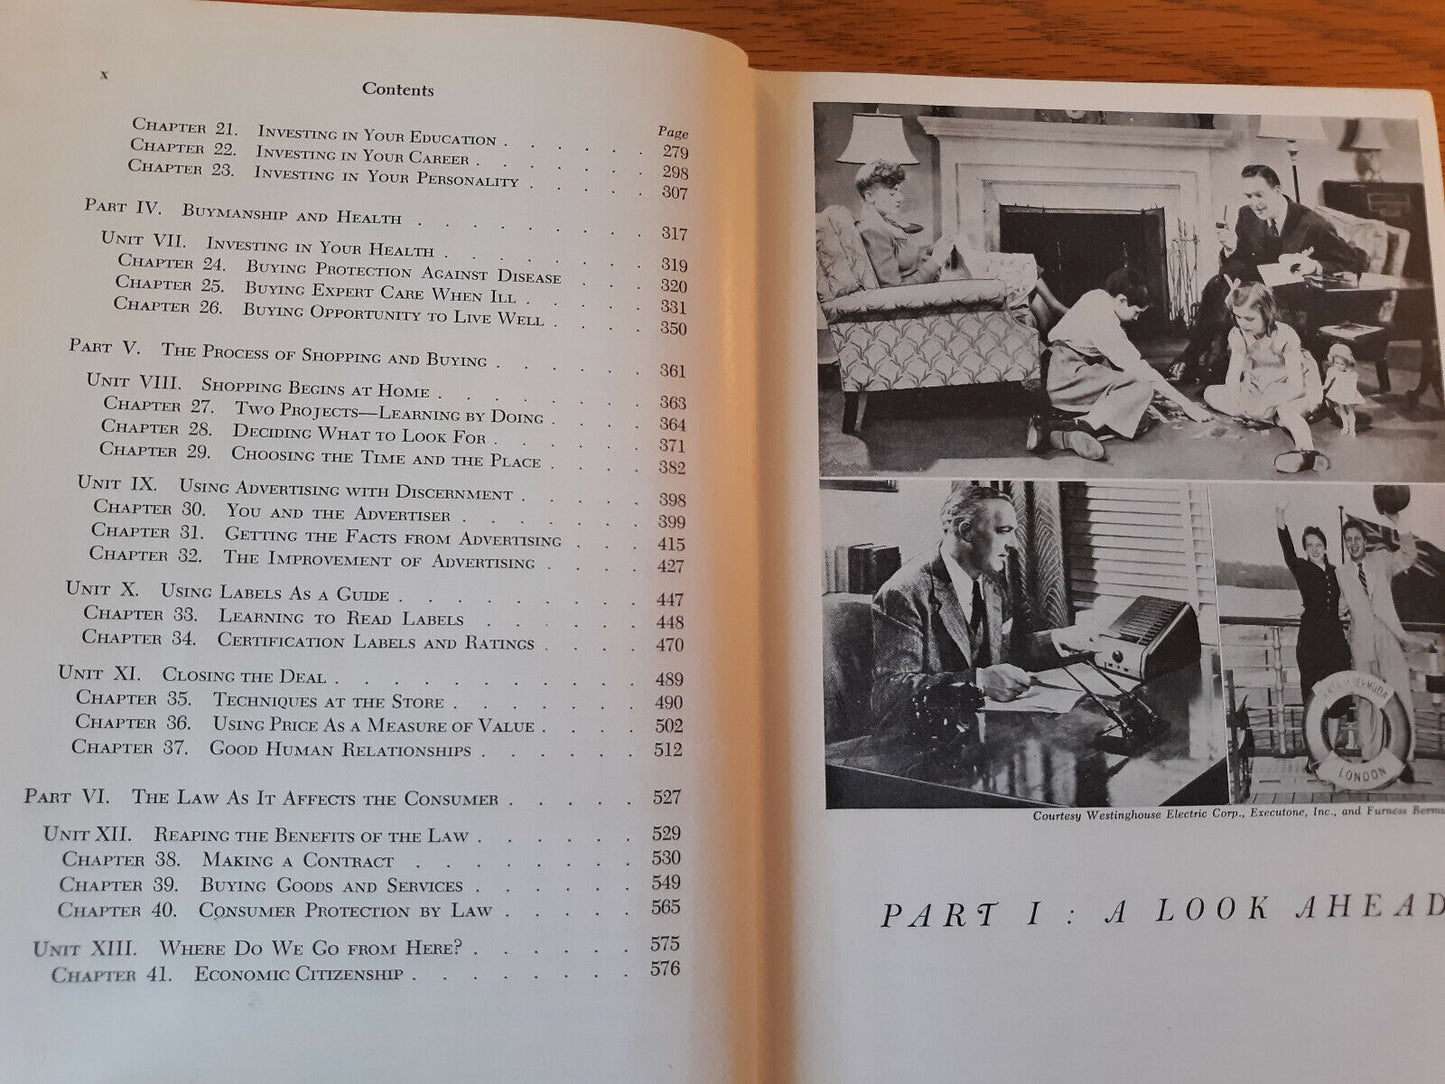 x
Contents
Page
Chapter 21. Investing in Your Education . . . . . . 279
Chapter 22. Investing in Your Career . . . . . . . 298
Chapter 23. Investing in Your Personality . . . . . 307
Part IV. Buymanship and Health . . . . . . . . . 317
Unit VII. Investing in Your Health . . . . . . . . 319
Chapter 24. Buying Protection Against Disease . . . 320
Chapter 25. Buying Expert Care When Ill . . . . . 331
Chapter 26. Buying Opportunity to Live Well . . . . 350
Part V. The Process of Shopping and Buying . . . . . . 361
Unit VIII. Shopping Begins at Home . . . . . . . . 363
Chapter 27. Two Projects—Learning by Doing . . . . 364
Chapter 28. Deciding What to Look For . . . . . . 371
Chapter 29. Choosing the Time and the Place . . . . 382
Unit IX. Using Advertising with Discernment . . . . . 398
Chapter 30. You and the Advertiser . . . . . . . 399
Chapter 31. Getting the Facts from Advertising . . . 415
Chapter 32. The Improvement of Advertising . . . . 427
Unit X. Using Labels As a Guide . . . . . . . . . 447
Chapter 33. Learning to Read Labels . . . . . . 448
Chapter 34. Certification Labels and Ratings . . . . 470
Unit XI. Closing the Deal . . . . . . . . . . . 489
Chapter 35. Techniques at the Store . . . . . . . 490
Chapter 36. Using Price As a Measure of Value . . . . 502
Chapter 37. Good Human Relationships . . . . . . 512
Part VI. The Law As It Affects the Consumer . . . . . 527
Unit XII. Reaping the Benefits of the Law . . . . . . 529
Chapter 38. Making a Contract . . . . . . . . 530
Chapter 39. Buying Goods and Services . . . . . . 549
Chapter 40. Consumer Protection by Law . . . . . 565
Unit XIII. Where Do We Go from Here? . . . . . . 575
Chapter 41. Economic Citizenship . . . . . . . . 576
BERMUDA
LONDON
Courtesy Westinghouse Electric Corp., Executone, Inc., and Furness
PART I : A LOOK AHEAD